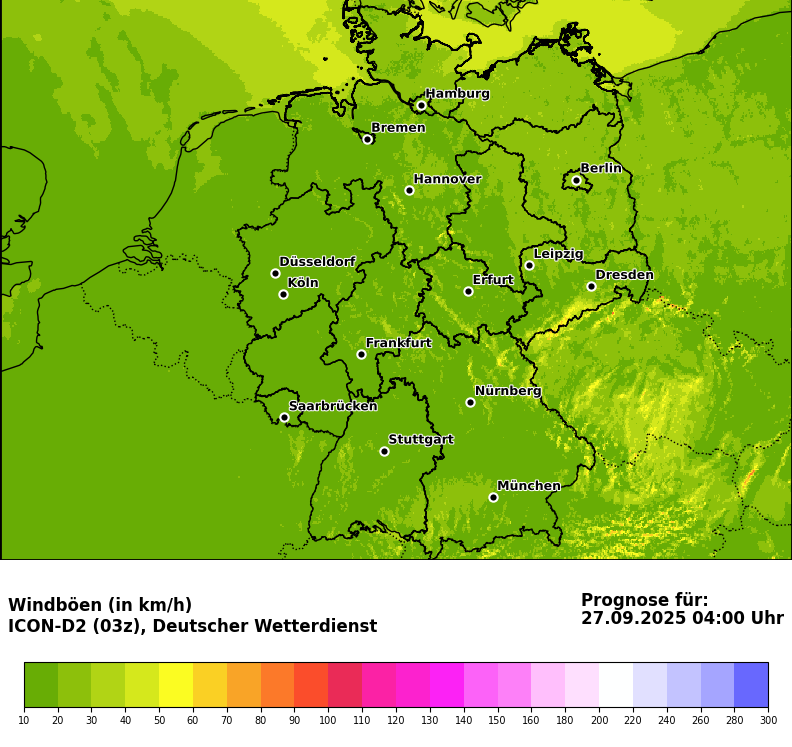 Hamburg
Bremen
Berlin
Hannover
Leipzig
Düsseldorf
Dresden
Köln
Erfurt
Frankfurt
Nürnberg
Saarbrücken
Stuttgart
München
Windböen (in km/h)
ICON-D2 (03z), Deutscher Wetterdienst
Prognose für:
27.09.2025 04:00 Uhr
10 20 30 40 50 60 70 80 90 100 110 120 130 140 150 160 180 200 220 240 260 280 300